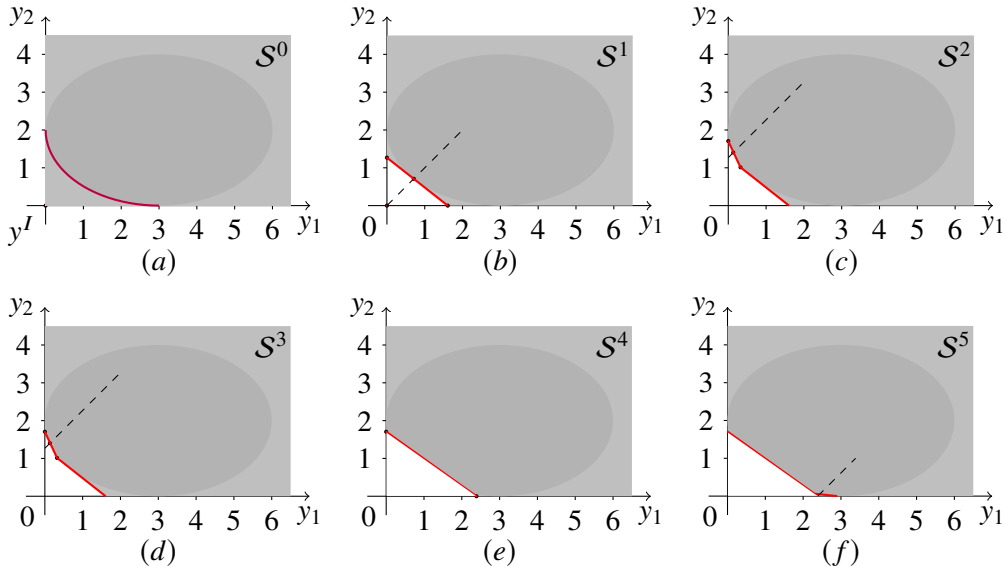 y2 y2 y2
4 S^0 4 S^1 4 S^2
3 3 3
2 2 2
1 1 1
y^I 1 2 3 4 5 6 y1 0 1 2 3 4 5 6 y1 0 1 2 3 4 5 6 y1
(a) (b) (c)
y2 y2 y2
4 S^3 4 S^4 4 S^5
3 3 3
2 2 2
1 1 1
0 1 2 3 4 5 6 y1 0 1 2 3 4 5 6 y1 0 1 2 3 4 5 6 y1
(d) (e) (f)